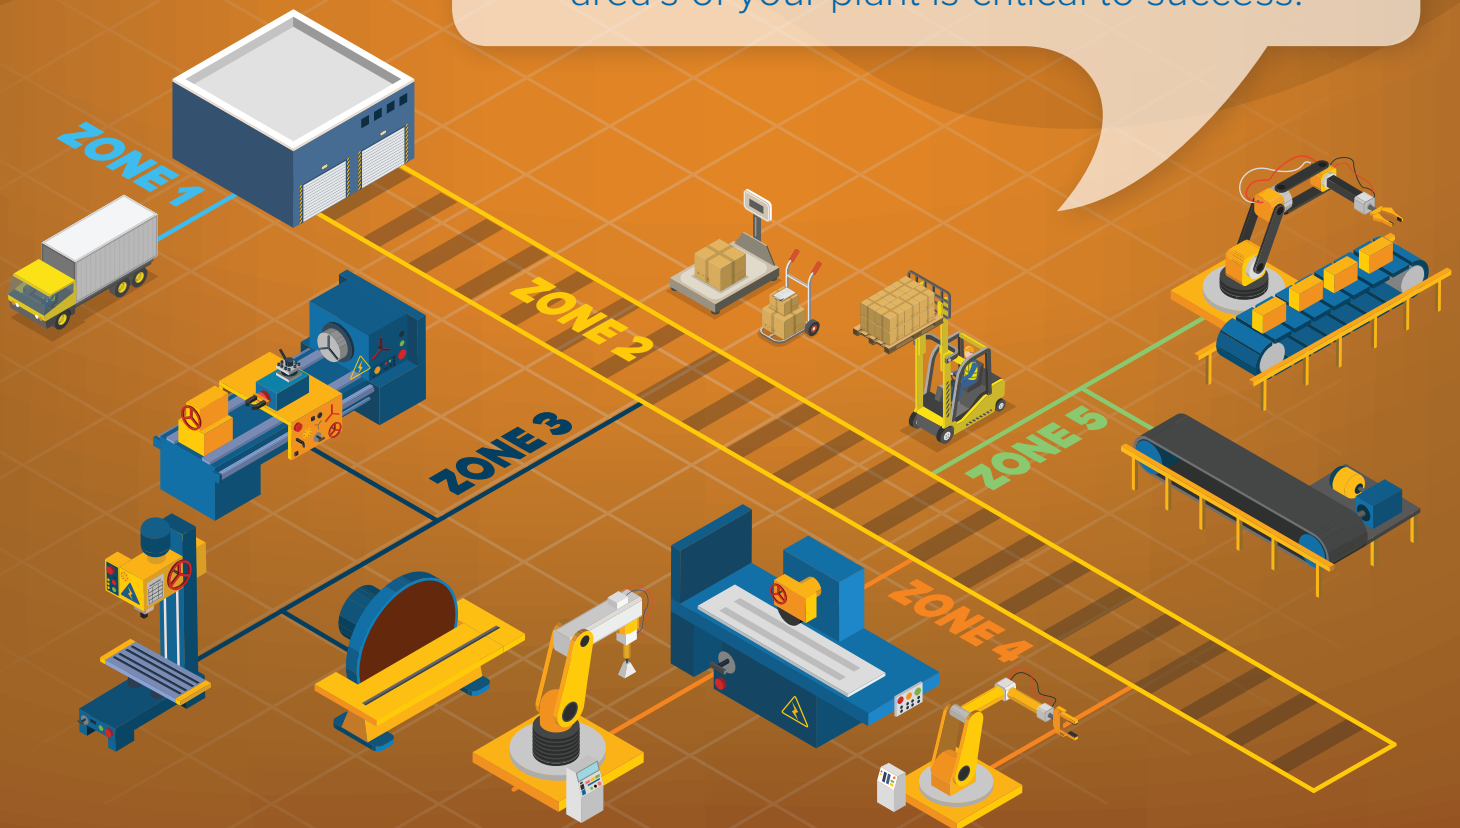 area's of your plant is critical to success.
ZONE 1
ZONE 2
ZONE 3
ZONE 5
ZONE 4